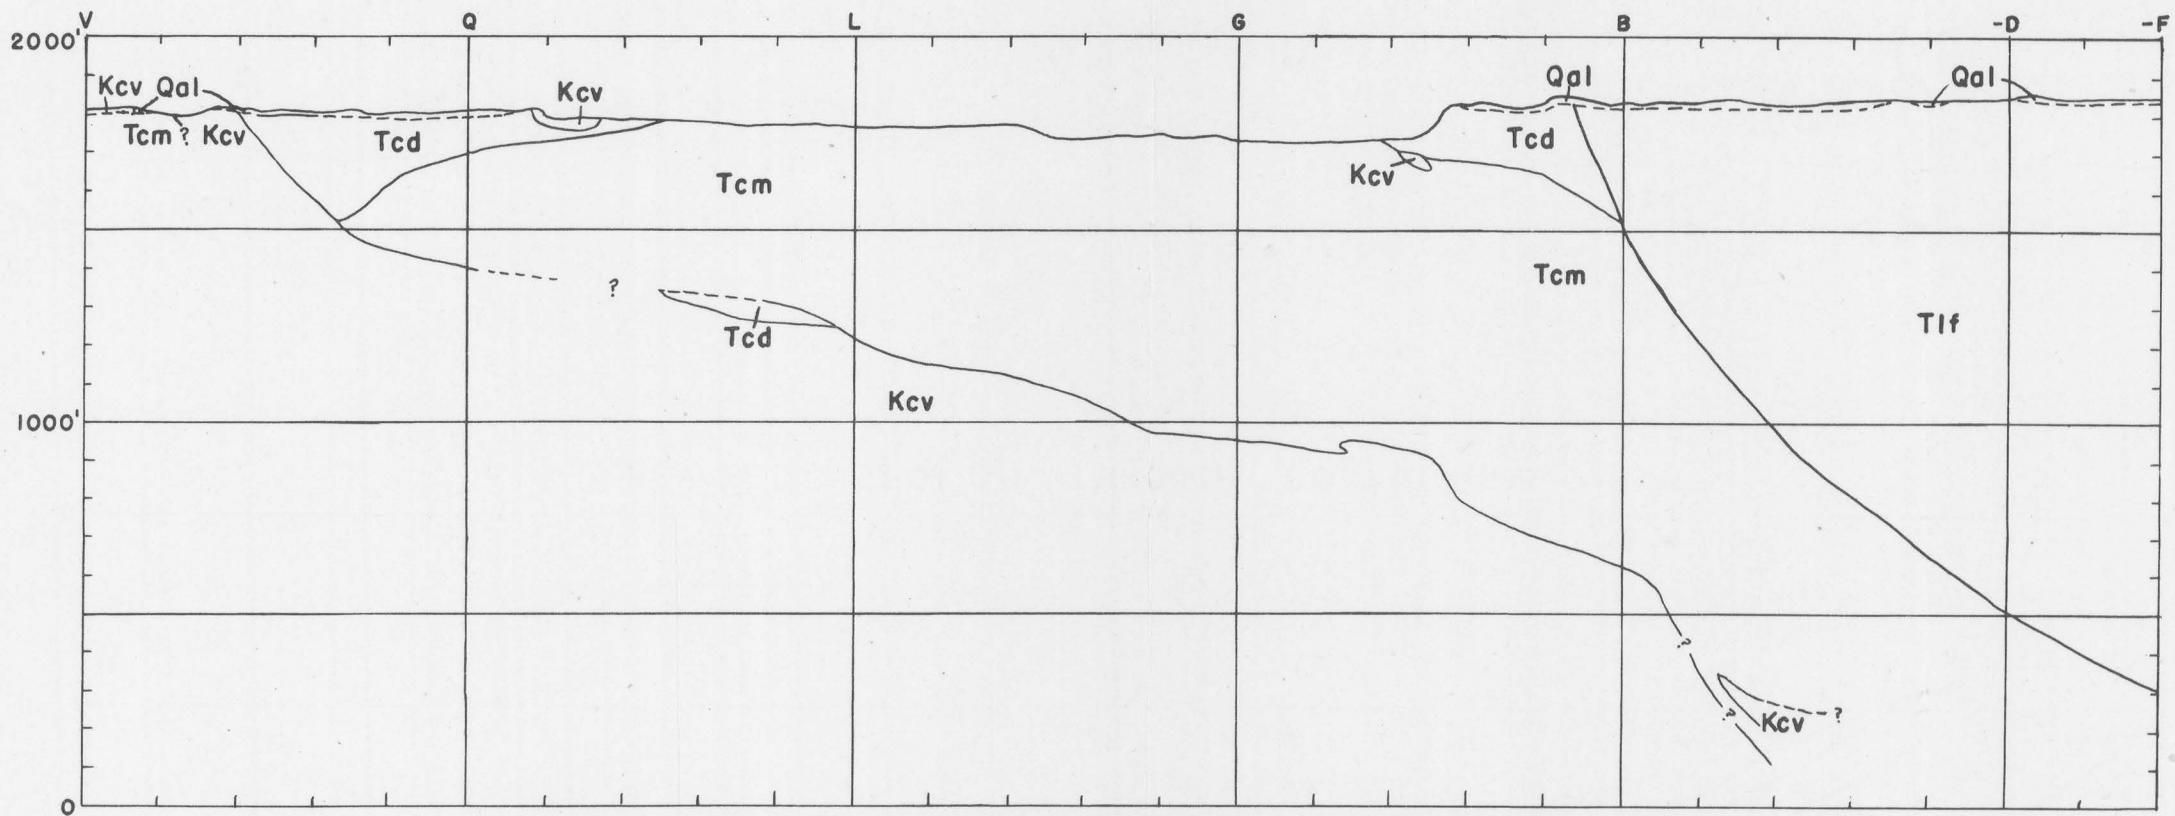 V Q L G B -D -F
2000'
Kcv Qal Kcv Qal Qal
Tcm ? Kcv Tcd Tcd
Kcv
Tcm
Tcm
?
Tlf
Tcd
Kcv
1000'
?
? Kcv ?
0